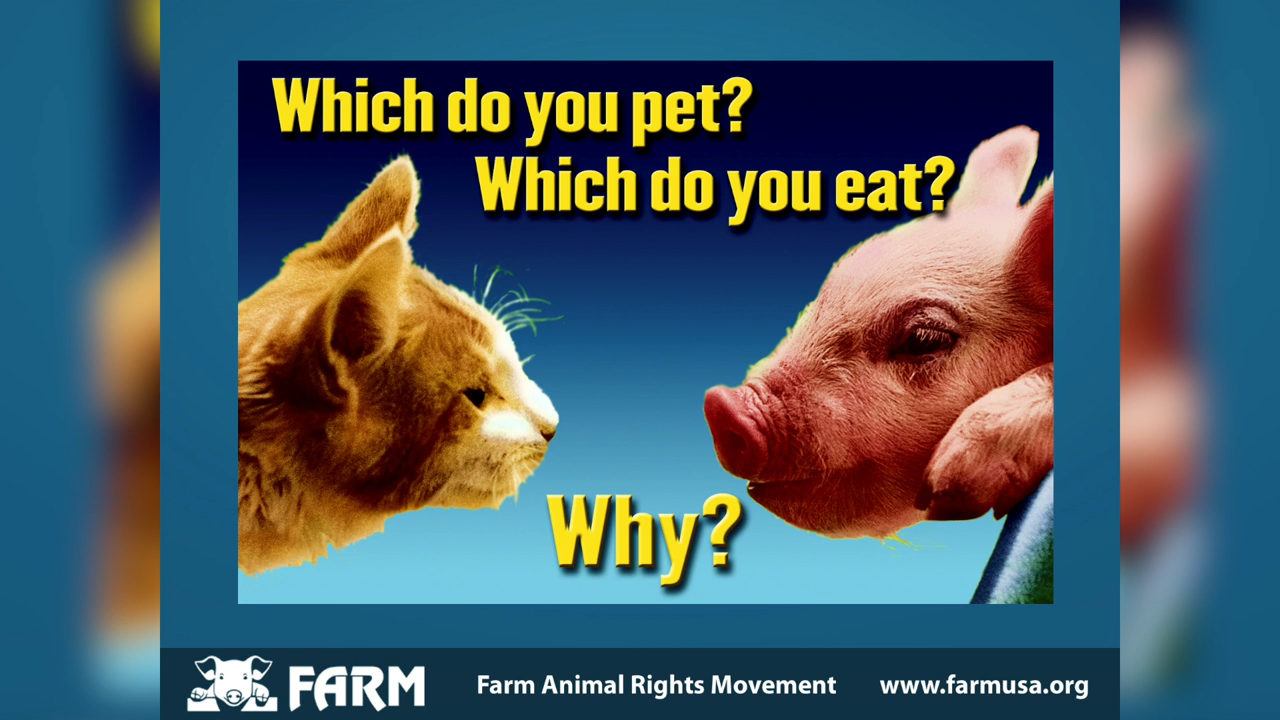 Which do you pet?
Which do you eat?
Why?
FARM
Farm Animal Rights Movement
www.farmusa.org